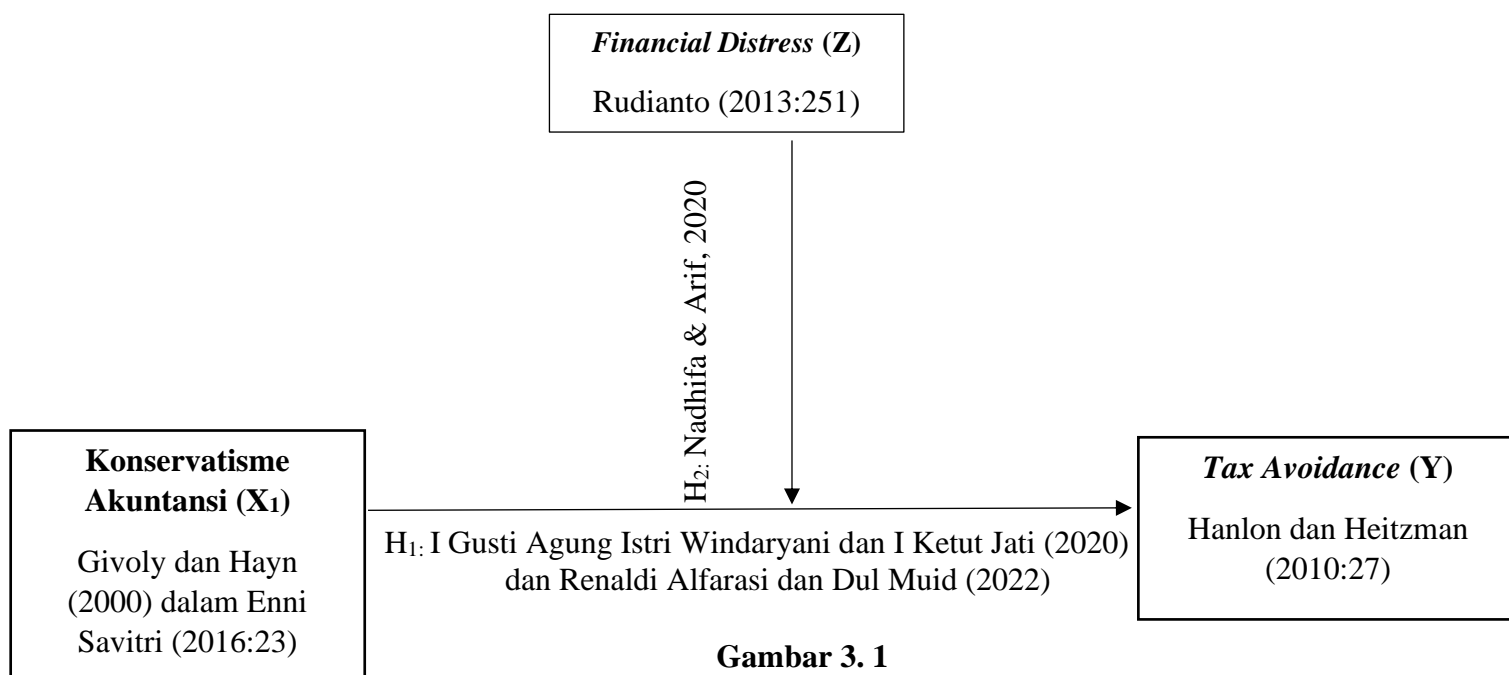 Financial Distress (Z)
Rudianto (2013:251)
H2: Nadhifa & Arif, 2020
Konservatisme
Akuntansi (X1)
Givoly dan Hayn
(2000) dalam Enni
Savitri (2016:23)
H1: I Gusti Agung Istri Windaryani dan I Ketut Jati (2020)
dan Renaldi Alfarasi dan Dul Muid (2022)
Tax Avoidance (Y)
Hanlon dan Heitzman
(2010:27)
Gambar 3. 1